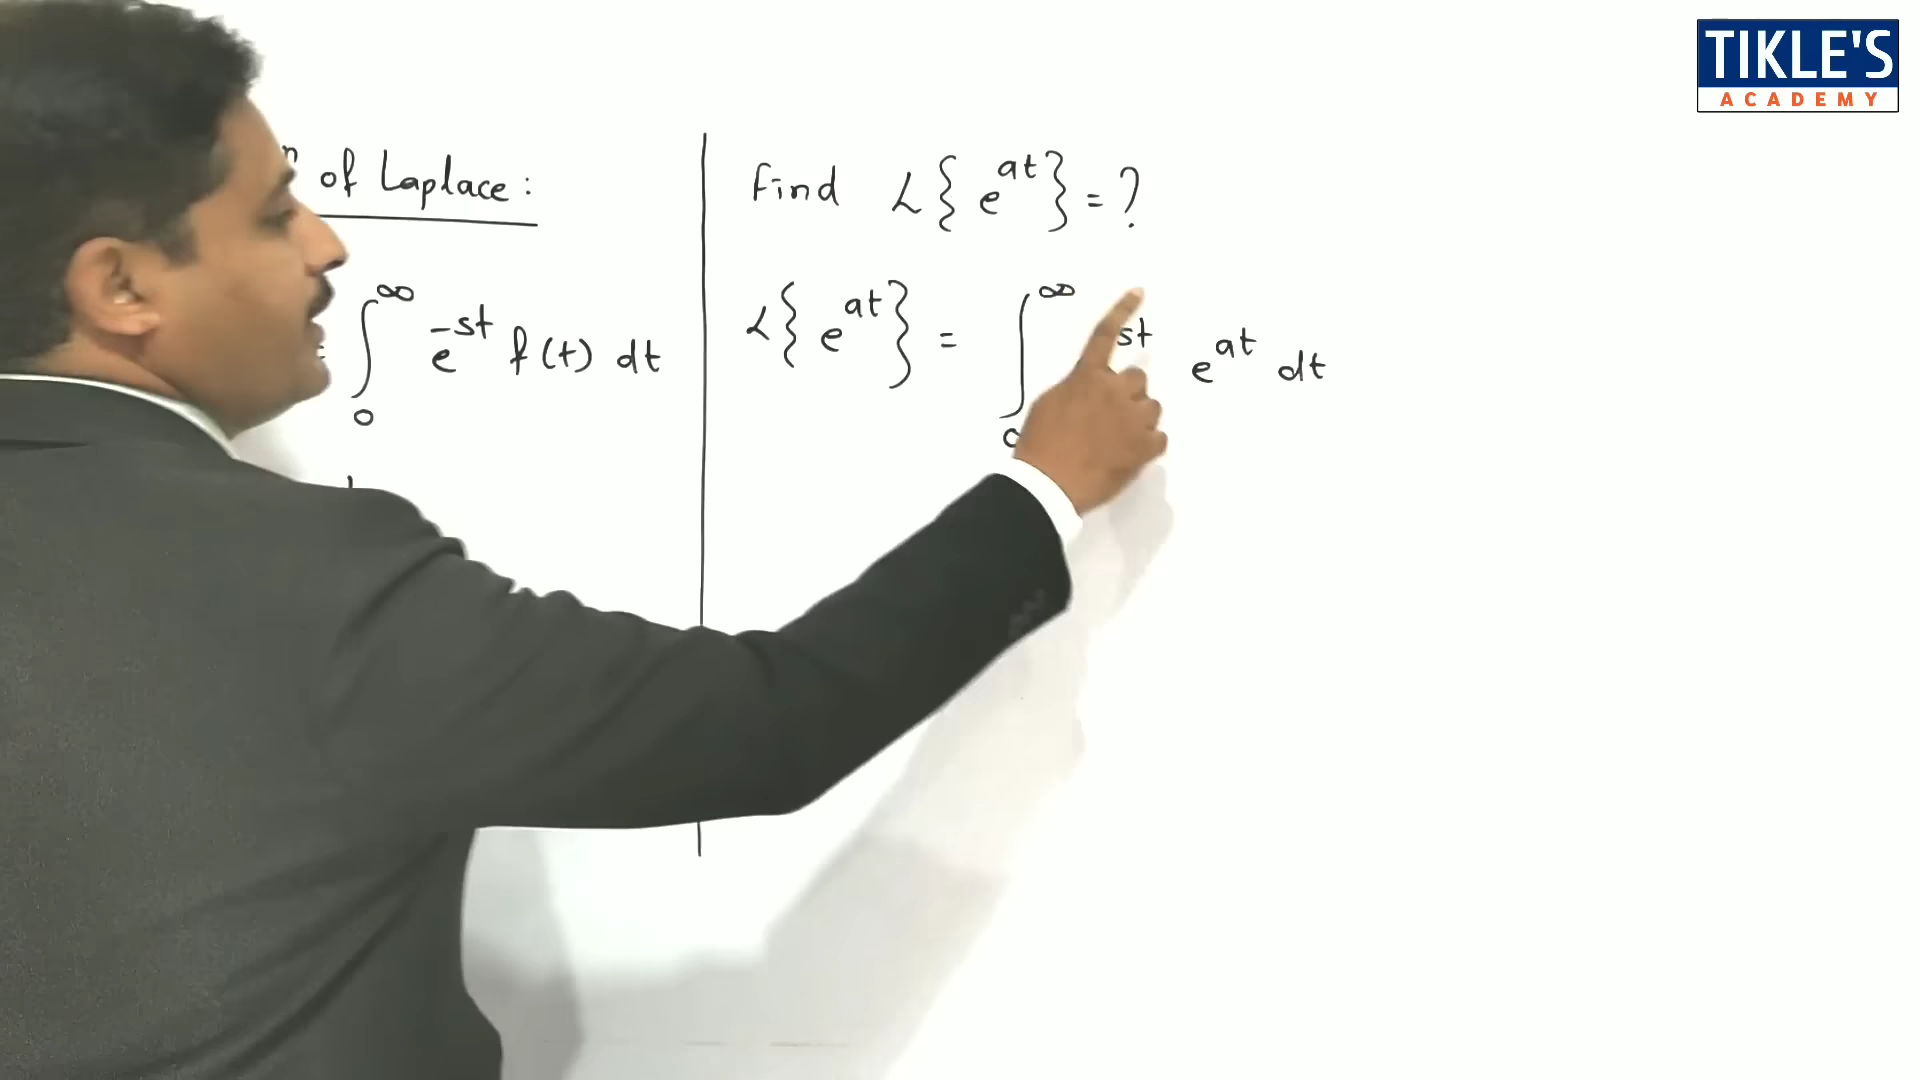 TIKLE'S
ACADEMY
of Laplace:
= ∫₀^∞ e^-st f(t) dt
Find L{e^at} = ?
L{e^at} = ∫^∞ st e^at dt